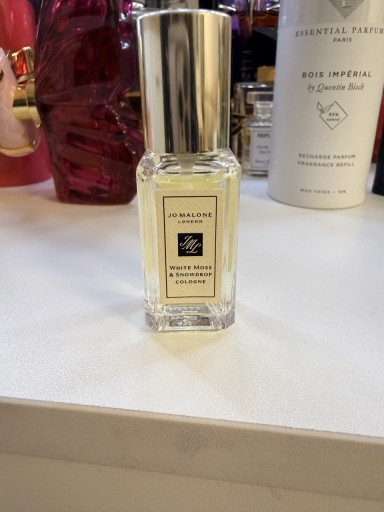 ESSENTIAL PARFUMS
PARIS
BOIS IMPÉRIAL
by Quentin Bisch
RECHARGE PARFUM
FRAGRANCE REFILL
JO MALONE
LONDON
JML
WHITE MOSS
& SNOWDROP
COLOGNE